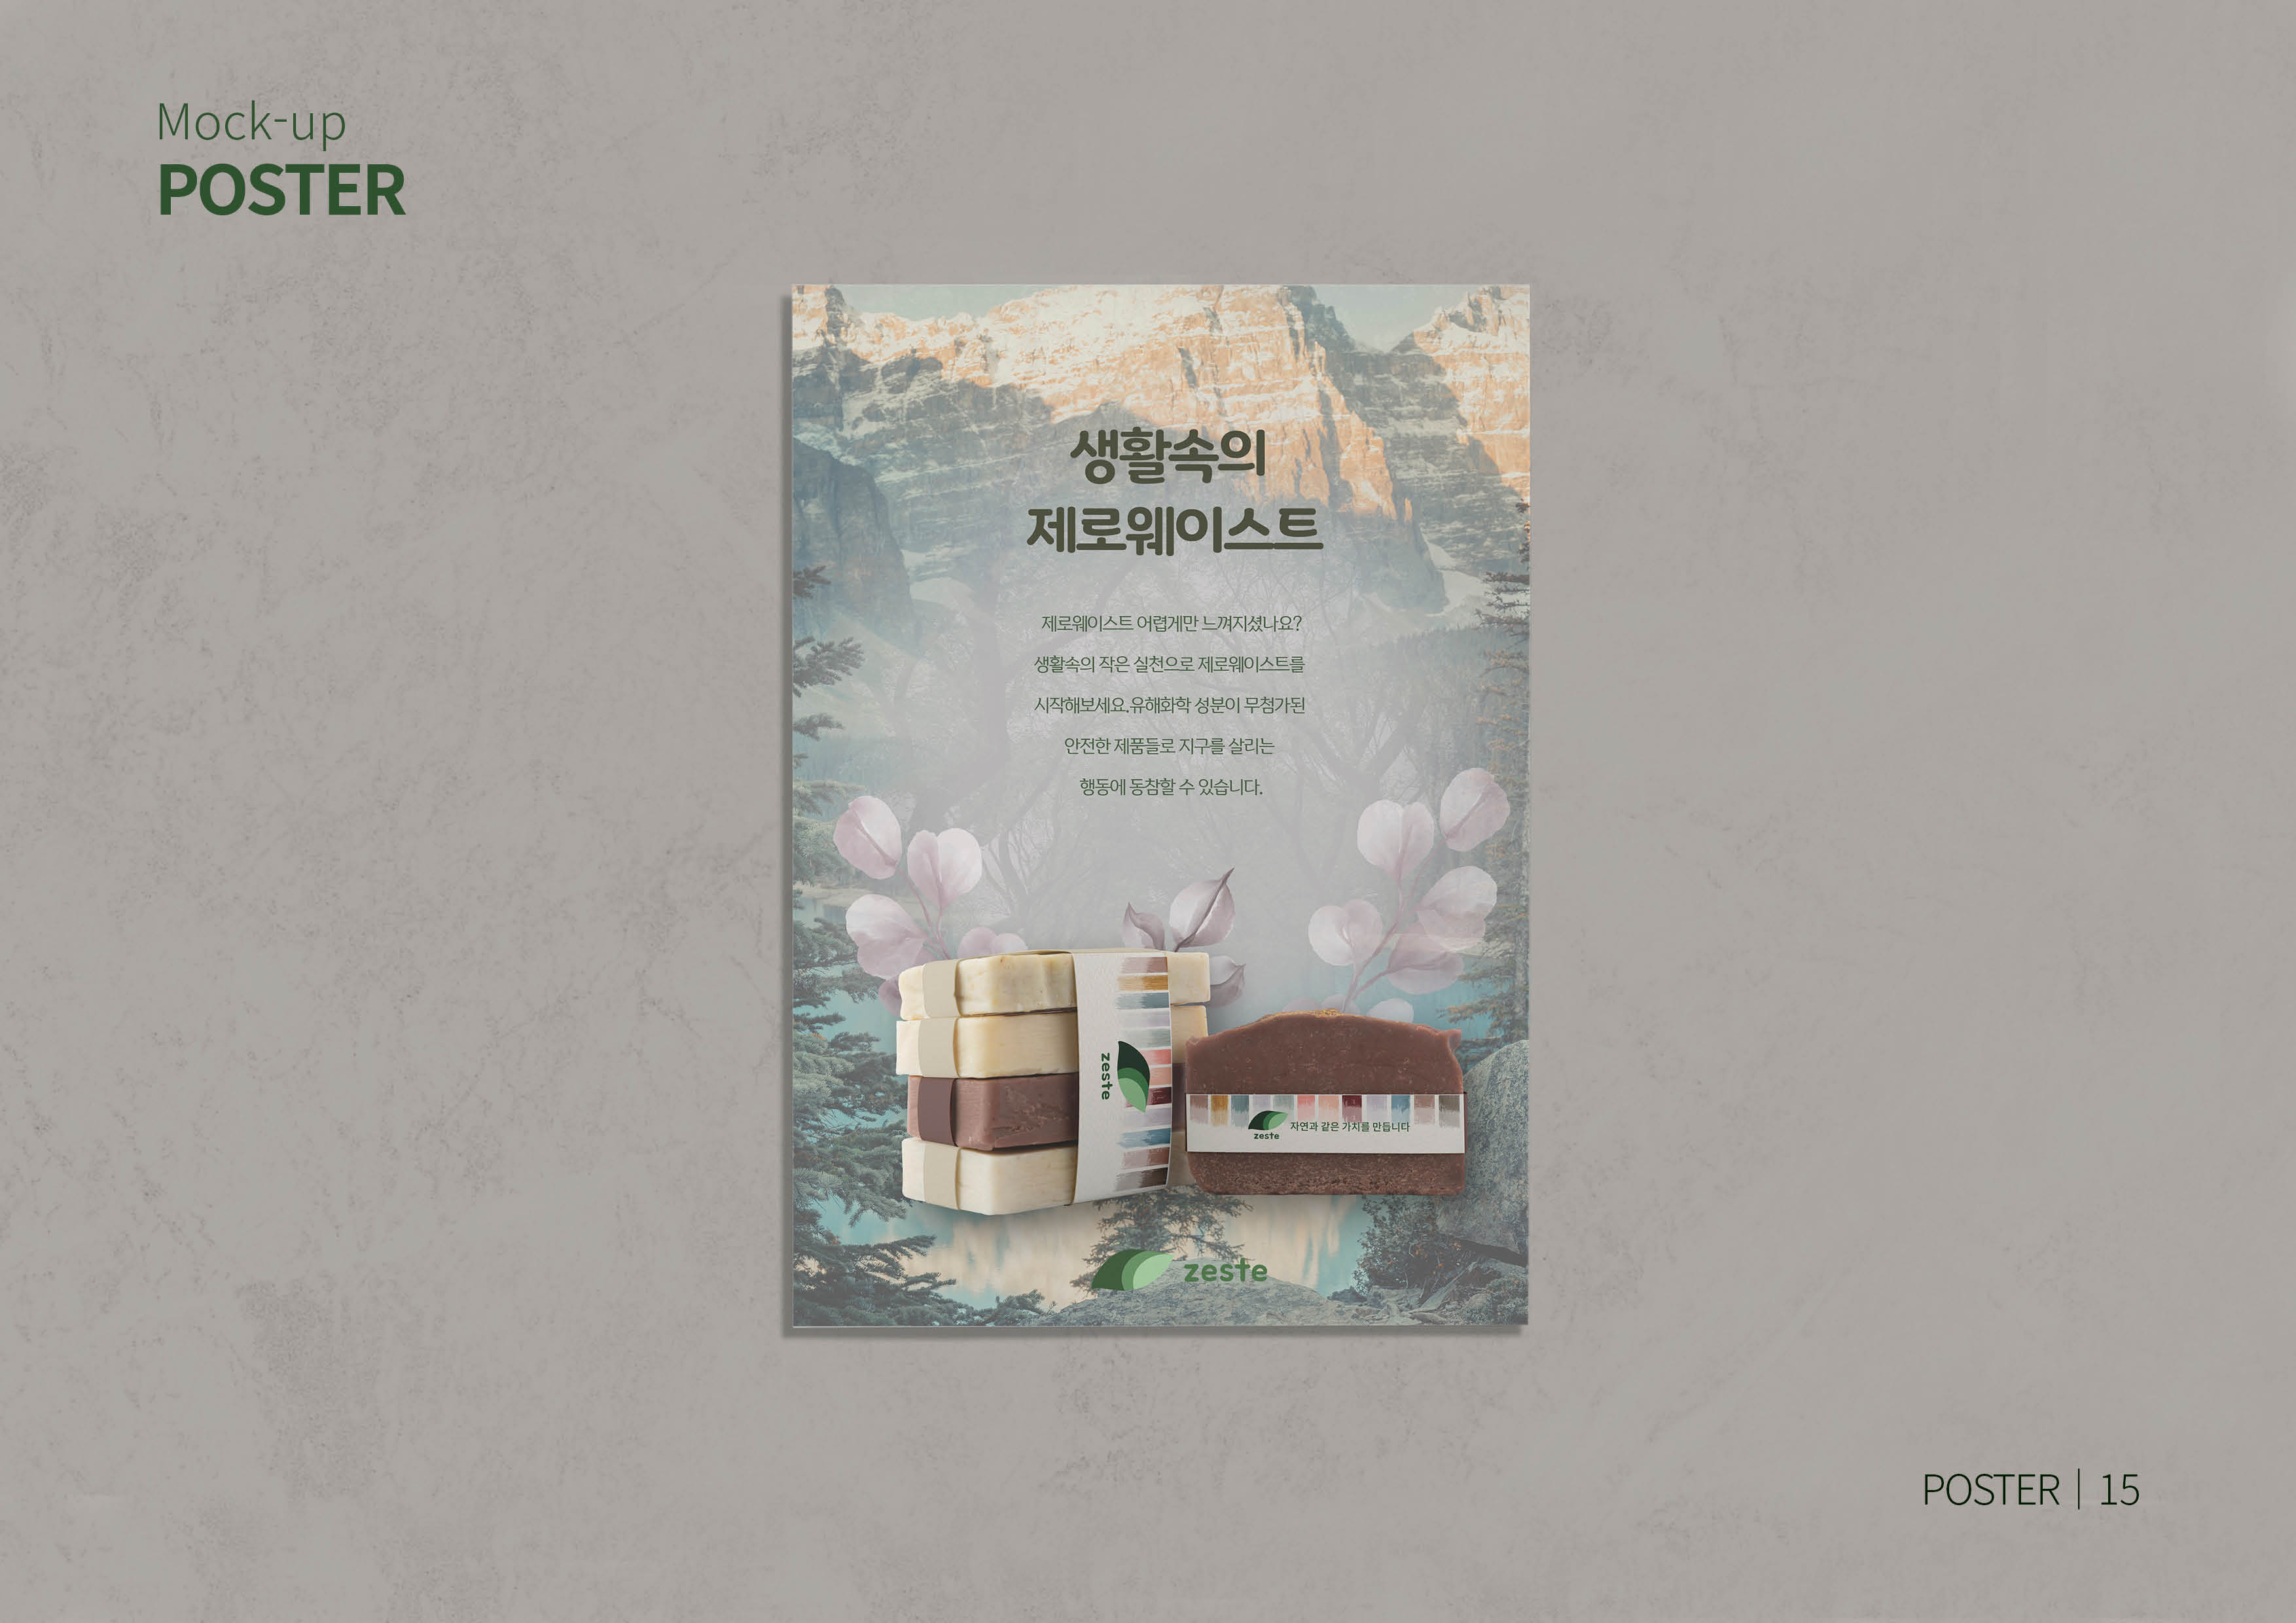 Mock-up
POSTER
생활속의
제로웨이스트
제로웨이스트 어렵게만 느껴지셨나요?
생활속의 작은 실천으로 제로웨이스트를
시작해보세요.유해화학 성분이 무첨가된
안전한 제품들로 지구를 살리는
행동에 동참할 수 있습니다.
zeste
zeste
자연과 같은 가치를 만듭니다
zeste
POSTER | 15